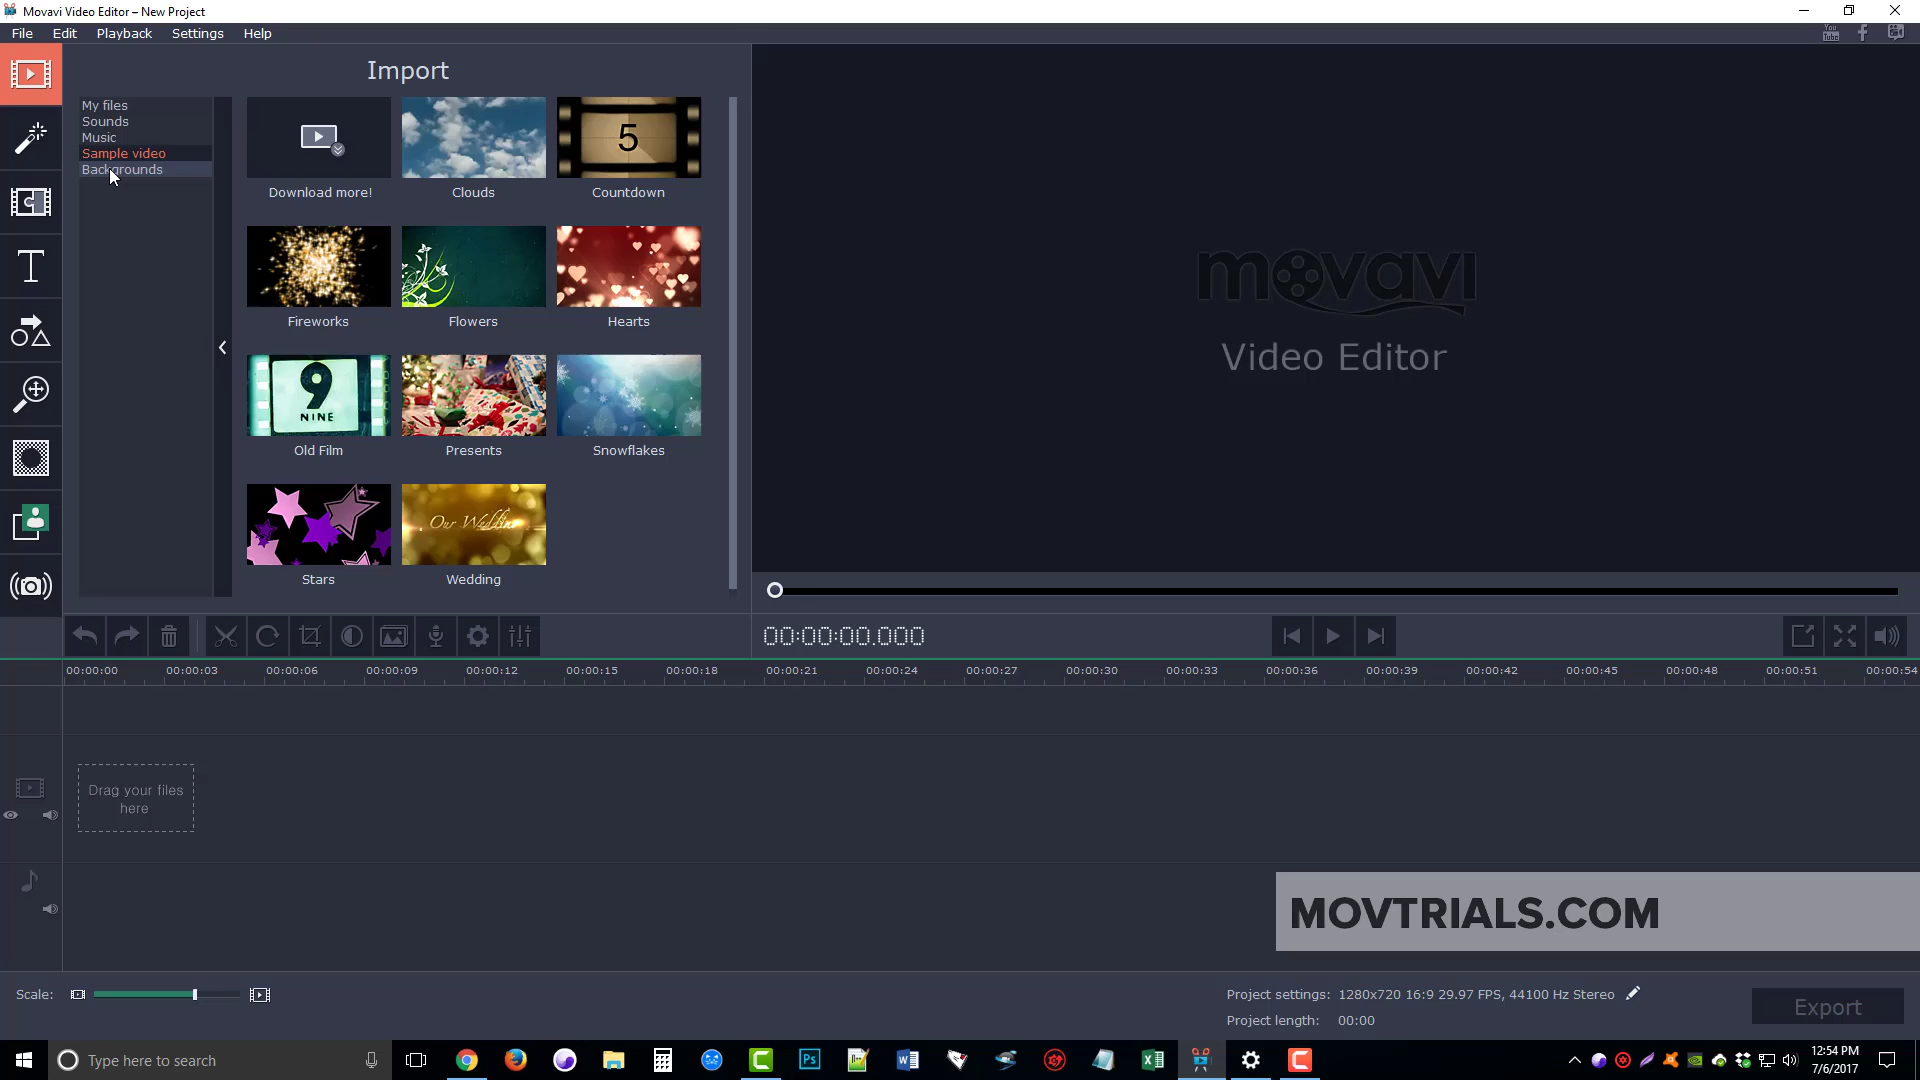 Movavi Video Editor – New Project
File Edit Playback Settings Help
Import
My files
Sounds
Music
Sample video
Backgrounds
Download more!
Clouds
5
Countdown
Fireworks
Flowers
Hearts
9
NINE
Old Film
Presents
Snowflakes
Stars
Our Wedding
Wedding
movavi
Video Editor
You
Tube
00:00:00.000
00:00:00 00:00:03 00:00:06 00:00:09 00:00:12 00:00:15 00:00:18 00:00:21 00:00:24 00:00:27 00:00:30 00:00:33 00:00:36 00:00:39 00:00:42 00:00:45 00:00:48 00:00:51 00:00:54
Drag your files
here
MOVTRIALS.COM
Scale:
Project settings: 1280x720 16:9 29.97 FPS, 44100 Hz Stereo
Project length: 00:00
Export
Type here to search
Ps
12:54 PM
7/6/2017